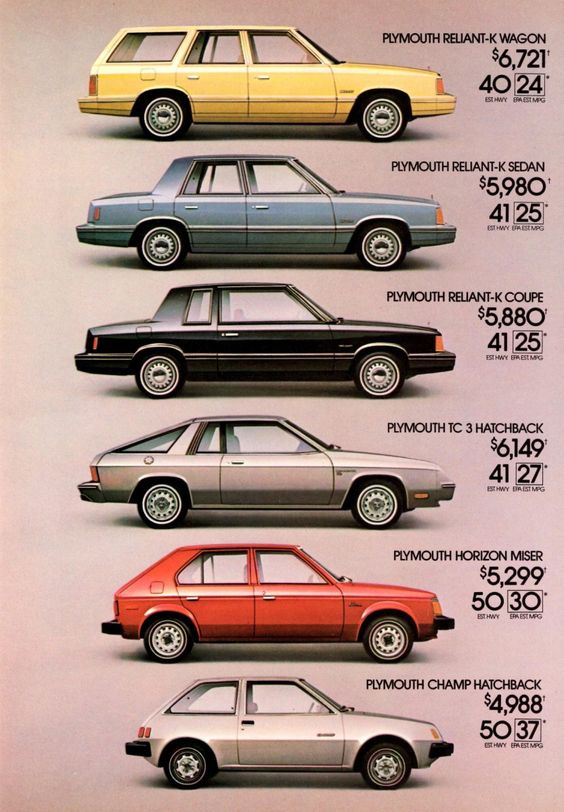 PLYMOUTH RELIANT-K WAGON
$6,721†
40 24*
EST. HWY. EPA EST. MPG
PLYMOUTH RELIANT-K SEDAN
$5,980†
41 25*
EST. HWY. EPA EST. MPG
PLYMOUTH RELIANT-K COUPE
$5,880†
41 25*
EST. HWY. EPA EST. MPG
PLYMOUTH TC 3 HATCHBACK
$6,149†
41 27*
EST. HWY. EPA EST. MPG
PLYMOUTH HORIZON MISER
$5,299†
50 30*
EST. HWY. EPA EST. MPG
PLYMOUTH CHAMP HATCHBACK
$4,988†
50 37*
EST. HWY. EPA EST. MPG